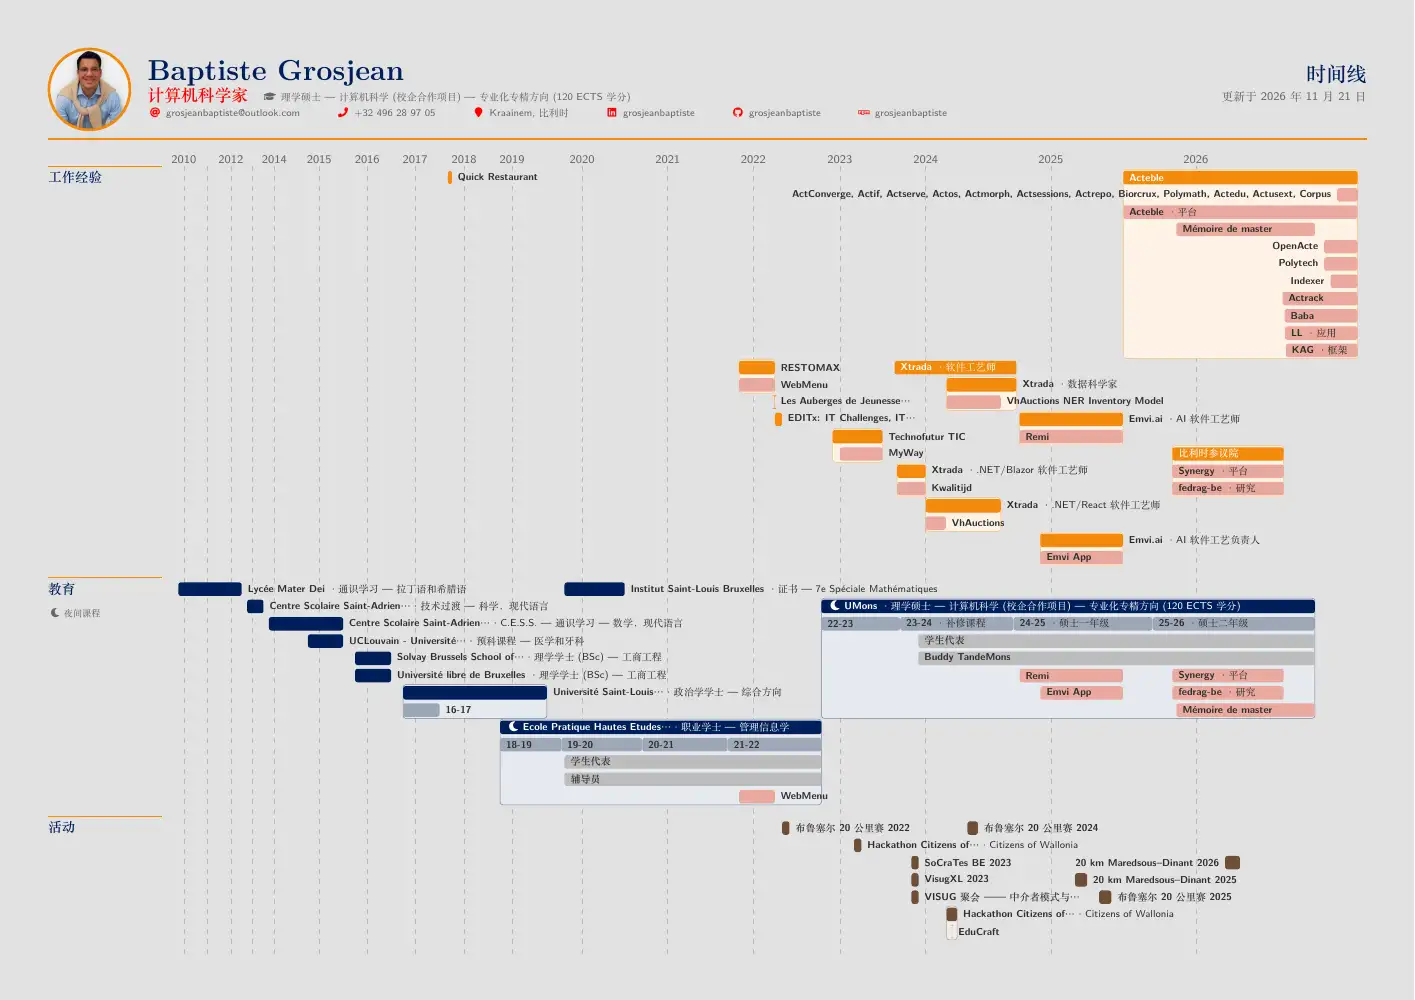 Baptiste Grosjean
时间线
计算机科学家 理学硕士 — 计算机科学 (校企合作项目) — 专业化专精方向 (120 ECTS 学分)
更新于 2026 年 11 月 21 日
grosjeanbaptiste@outlook.com +32 496 28 97 05 Kraainem, 比利时 grosjeanbaptiste grosjeanbaptiste grosjeanbaptiste
2010 2012 2014 2015 2016 2017 2018 2019 2020 2021 2022 2023 2024 2025 2026
工作经验
Quick Restaurant
Acteble
ActConverge, Actif, Actserve, Actos, Actmorph, Actsessions, Actrepo, Biorcrux, Polymath, Actedu, Actusext, Corpus
Acteble · 平台
Mémoire de master
OpenActe
Polytech
Indexer
Actrack
Baba
LL · 应用
KAG · 框架
RESTOMAX
Xtrada · 软件工艺师
WebMenu
Xtrada · 数据科学家
Les Auberges de Jeunesse···
VhAuctions NER Inventory Model
EDITx: IT Challenges, IT···
Emvi.ai · AI 软件工艺师
Technofutur TIC
Remi
MyWay
比利时参议院
Xtrada · .NET/Blazor 软件工艺师
Synergy · 平台
Kwalitijd
fedrag-be · 研究
Xtrada · .NET/React 软件工艺师
VhAuctions
Emvi.ai · AI 软件工艺负责人
Emvi App
教育
Lycée Mater Dei · 通识学习 — 拉丁语和希腊语
Institut Saint-Louis Bruxelles · 证书 — 7e Spéciale Mathématiques
夜间课程
Centre Scolaire Saint-Adrien··· · 技术过渡 — 科学．现代语言
UMons · 理学硕士 — 计算机科学 (校企合作项目) — 专业化专精方向 (120 ECTS 学分)
Centre Scolaire Saint-Adrien··· · C.E.S.S. — 通识学习 — 数学．现代语言
22-23 23-24 · 补修课程 24-25 · 硕士一年级 25-26 · 硕士二年级
UCLouvain - Université··· · 预科课程 — 医学和牙科
学生代表
Solvay Brussels School of··· · 理学学士 (BSc) — 工商工程
Buddy TandeMons
Université libre de Bruxelles · 理学学士 (BSc) — 工商工程
Remi
Synergy · 平台
Université Saint-Louis··· · 政治学学士 — 综合方向
Emvi App
fedrag-be · 研究
16-17
Mémoire de master
Ecole Pratique Hautes Etudes··· · 职业学士 — 管理信息学
18-19 19-20 20-21 21-22
学生代表
辅导员
WebMenu
活动
布鲁塞尔 20 公里赛 2022
布鲁塞尔 20 公里赛 2024
Hackathon Citizens of··· · Citizens of Wallonia
SoCraTes BE 2023
20 km Maredsous–Dinant 2026
VisugXL 2023
20 km Maredsous–Dinant 2025
VISUG 聚会 —— 中介者模式与···
布鲁塞尔 20 公里赛 2025
Hackathon Citizens of··· · Citizens of Wallonia
EduCraft